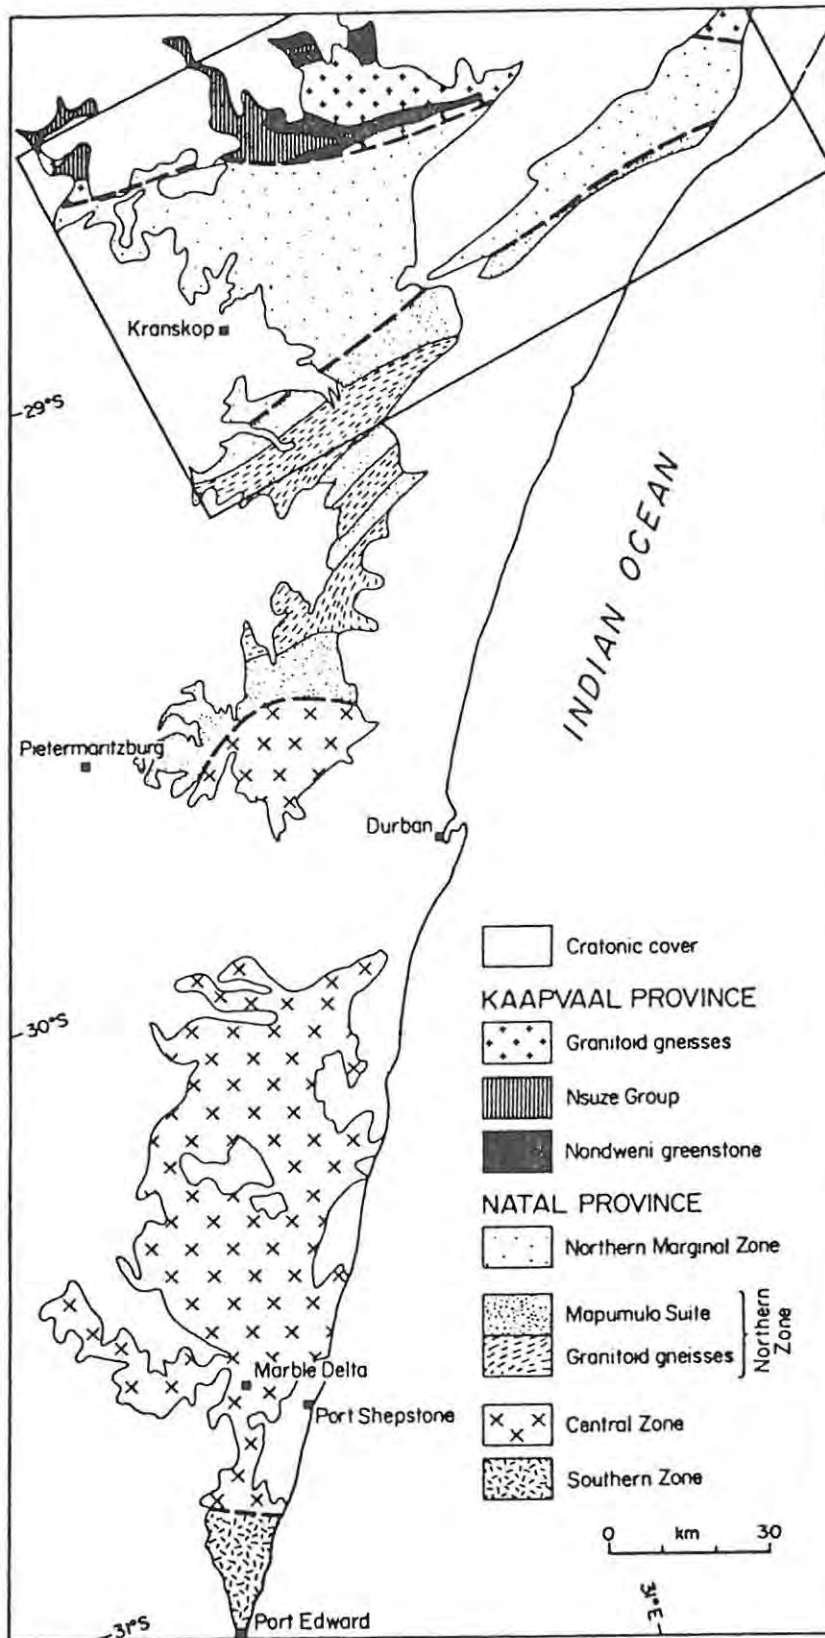 Kranskop
29°S
INDIAN OCEAN
Pietermaritzburg
Durban
Cratonic cover
KAAPVAAL PROVINCE
30°S
Granitoid gneisses
Nsuze Group
Nondweni greenstone
NATAL PROVINCE
Northern Marginal Zone
Mapumulo Suite
Granitoid gneisses
Northern Zone
Marble Delta
Port Shepstone
Central Zone
Southern Zone
0 km 30
31°S
Port Edward
31°E